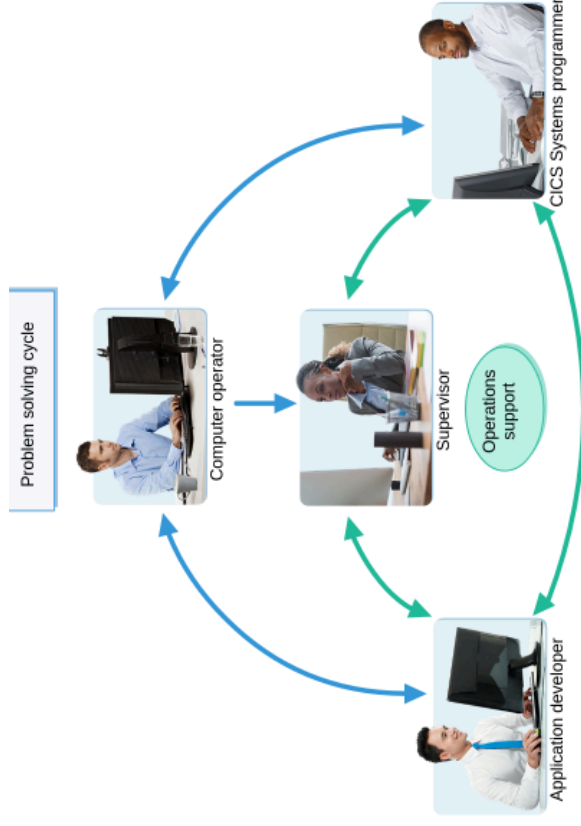 Problem solving cycle
Computer operator
Supervisor
Operations
support
Application developer
CICS Systems programmer